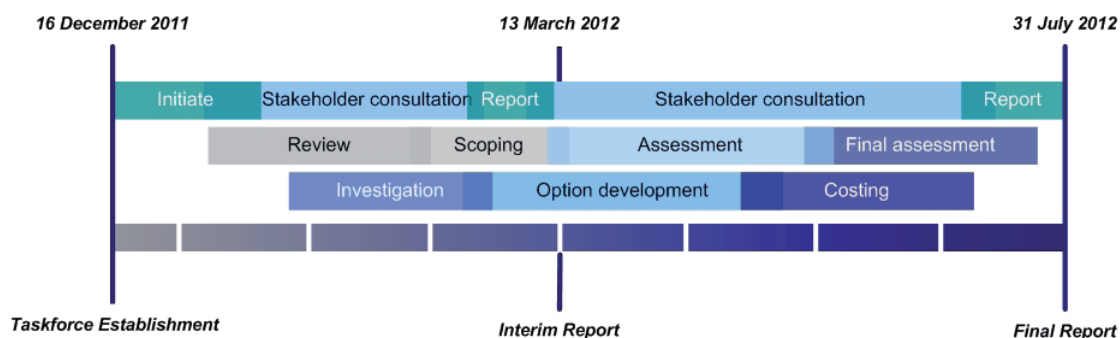 16 December 2011 13 March 2012 31 July 2012
Initiate Stakeholder consultation Report Stakeholder consultation Report
Review Scoping Assessment Final assessment
Investigation Option development Costing
Taskforce Establishment Interim Report Final Report